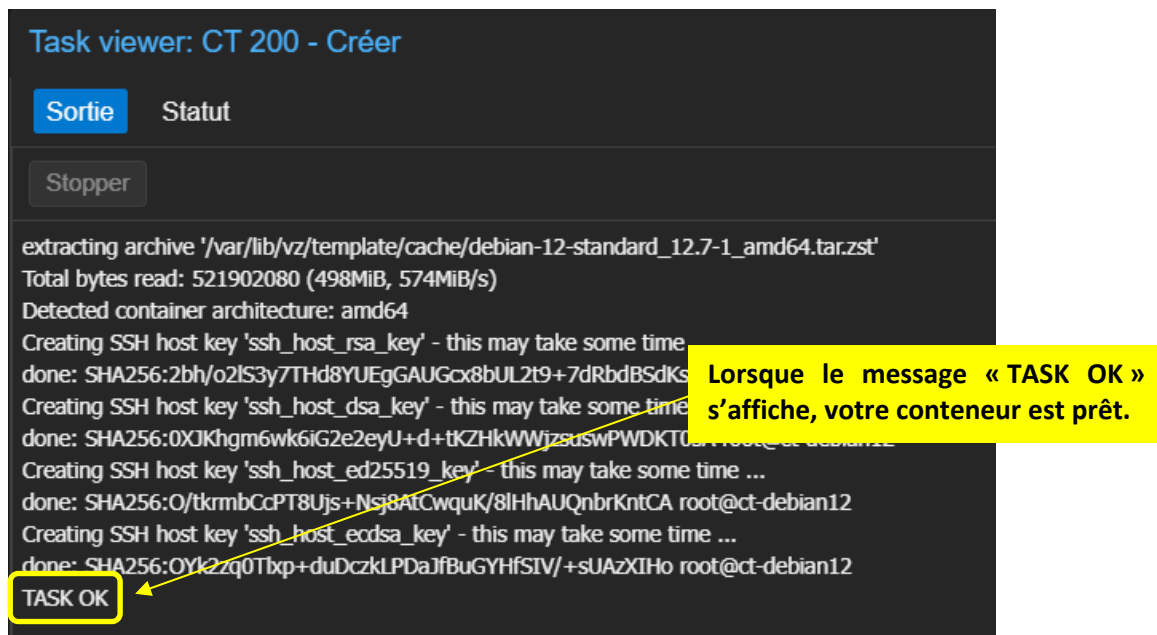 Task viewer: CT 200 - Créer
Sortie Statut
Stopper
extracting archive '/var/lib/vz/template/cache/debian-12-standard_12.7-1_amd64.tar.zst'
Total bytes read: 521902080 (498MiB, 574MiB/s)
Detected container architecture: amd64
Creating SSH host key 'ssh_host_rsa_key' - this may take some time
done: SHA256:2bh/o2lS3y7THd8YUEgGAUGcx8bUL2t9+7dRbdBSdKs
Creating SSH host key 'ssh_host_dsa_key' - this may take some time
done:
Creating SSH host key 'ssh_host_ed25519_key' - this may take some time ...
done: SHA256:O/tkrmbCcPT8Ujs+Nsj8AtCwquK/8lHhAUQnbrKntCA root@ct-debian12
Creating SSH host key 'ssh_host_ecdsa_key' - this may take some time ...
done: SHA256:OYk2zq0Tlxp+duDczkLPDaJfBuGYHfSIV/+sUAzXIHo root@ct-debian12
TASK OK
Lorsque le message « TASK OK »
s'affiche, votre conteneur est prêt.